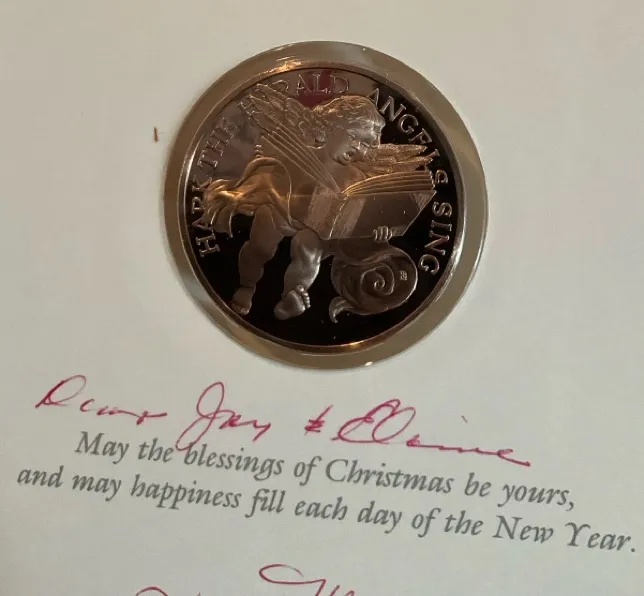 HARK THE HERALD ANGELS SING
Dear Jay & Elaine
May the blessings of Christmas be yours,
and may happiness fill each day of the New Year.